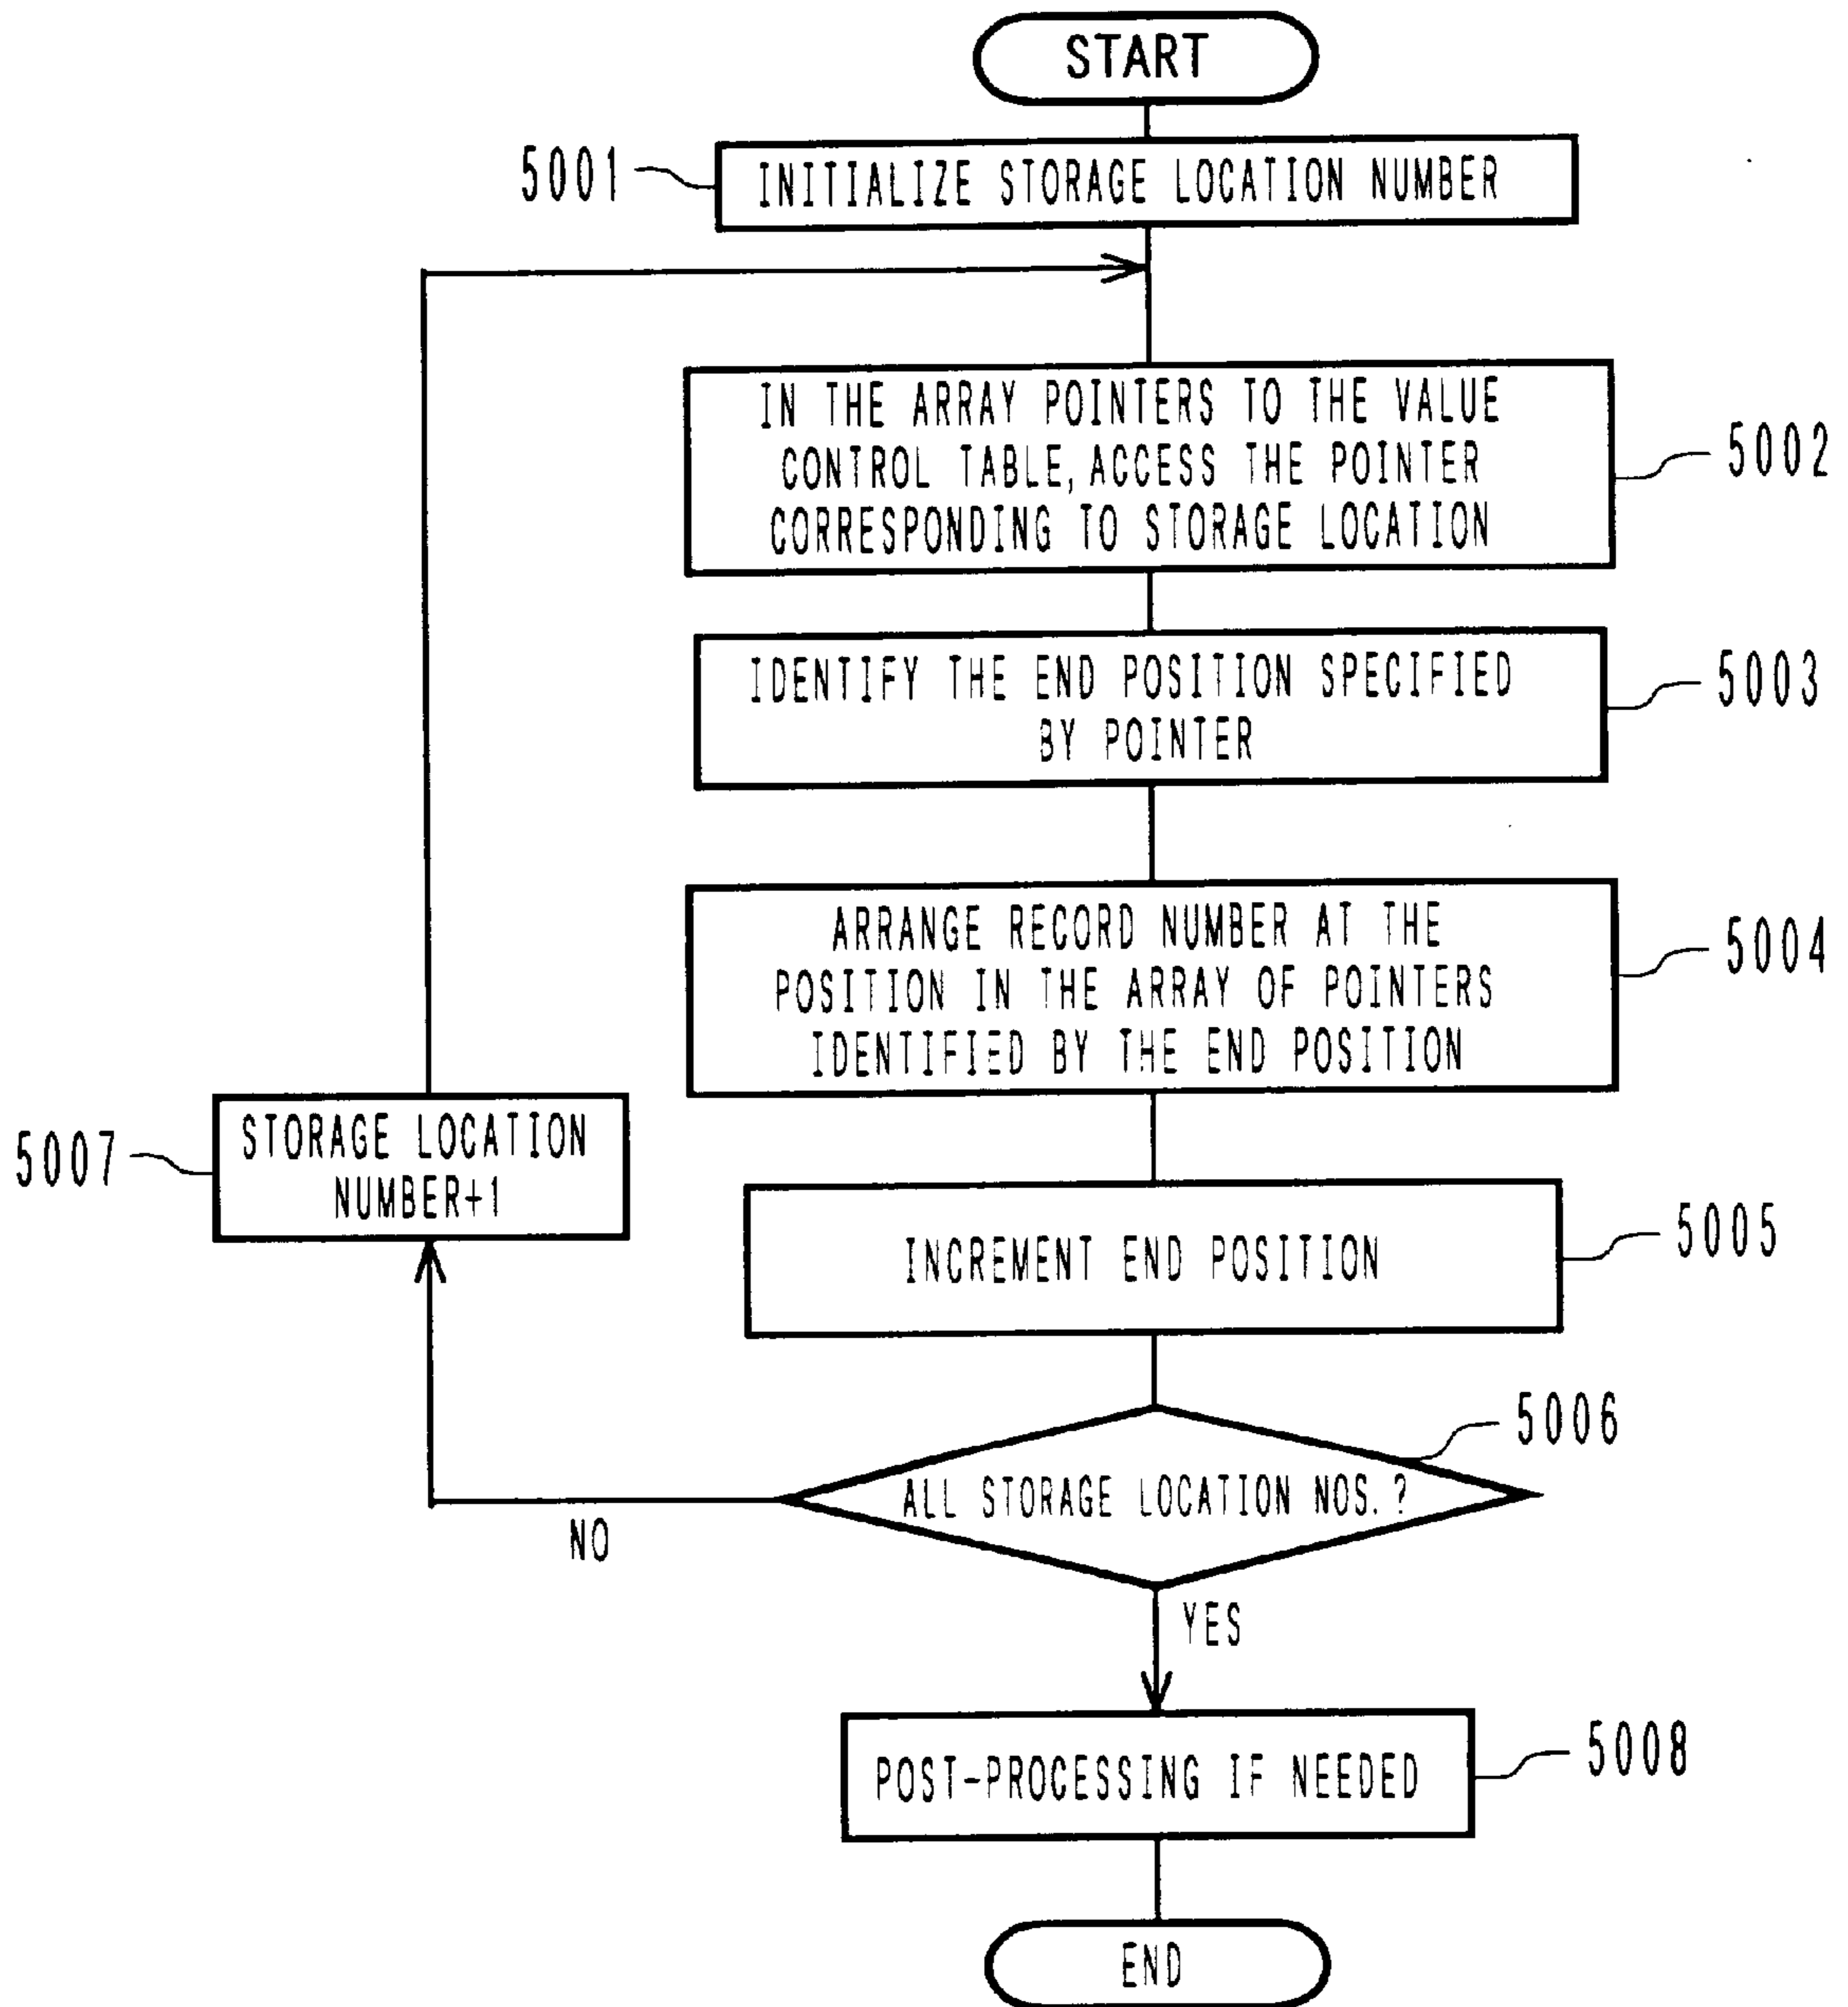 START
5001
INITIALIZE STORAGE LOCATION NUMBER
IN THE ARRAY POINTERS TO THE VALUE
CONTROL TABLE, ACCESS THE POINTER
CORRESPONDING TO STORAGE LOCATION
5002
IDENTIFY THE END POSITION SPECIFIED
BY POINTER
5003
ARRANGE RECORD NUMBER AT THE
POSITION IN THE ARRAY OF POINTERS
IDENTIFIED BY THE END POSITION
5004
5007
STORAGE LOCATION
NUMBER+1
INCREMENT END POSITION
5005
5006
ALL STORAGE LOCATION NOS.?
NO
YES
POST-PROCESSING IF NEEDED
5008
END